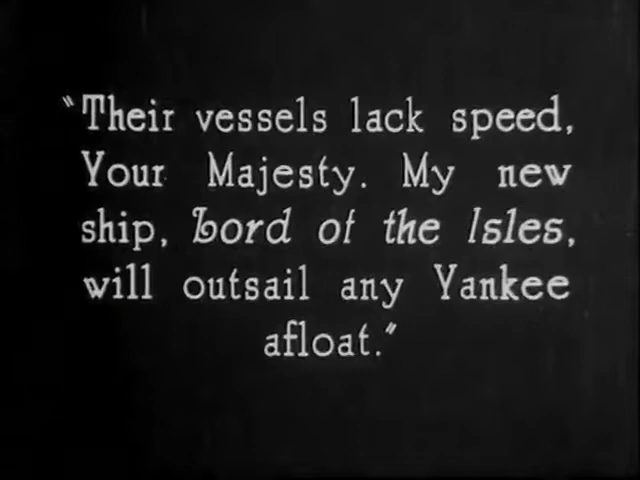 "Their vessels lack speed,
Your Majesty. My new
ship, Lord of the Isles,
will outsail any Yankee
afloat."